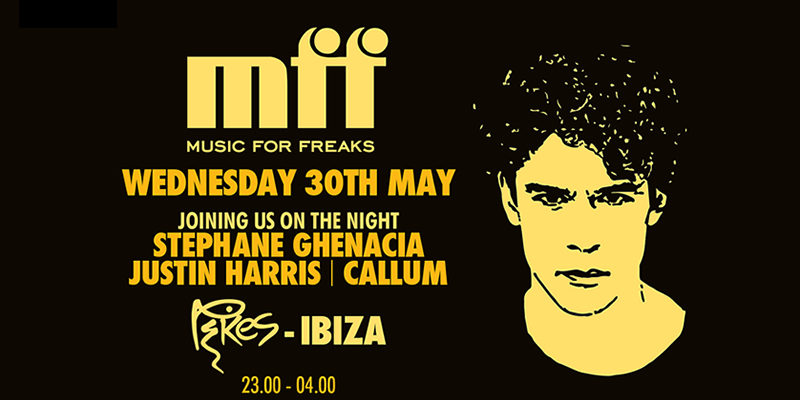 mff
MUSIC FOR FREAKS
WEDNESDAY 30TH MAY
JOINING US ON THE NIGHT
STEPHANE GHENACIA
JUSTIN HARRIS | CALLUM
PiKes - IBIZA
23.00 - 04.00